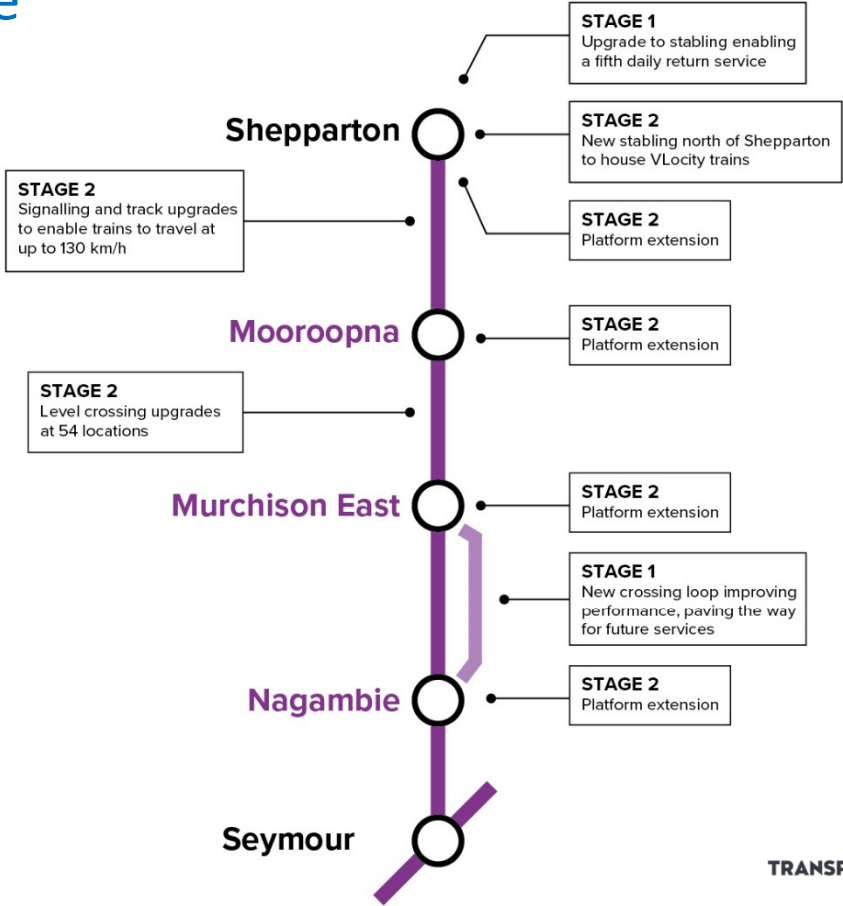 STAGE 1
Upgrade to stabling enabling
a fifth daily return service
Shepparton
STAGE 2
New stabling north of Shepparton
to house VLocity trains
STAGE 2
Signalling and track upgrades
to enable trains to travel at
up to 130 km/h
STAGE 2
Platform extension
Mooroopna
STAGE 2
Platform extension
STAGE 2
Level crossing upgrades
at 54 locations
Murchison East
STAGE 2
Platform extension
STAGE 1
New crossing loop improving
performance, paving the way
for future services
Nagambie
STAGE 2
Platform extension
Seymour